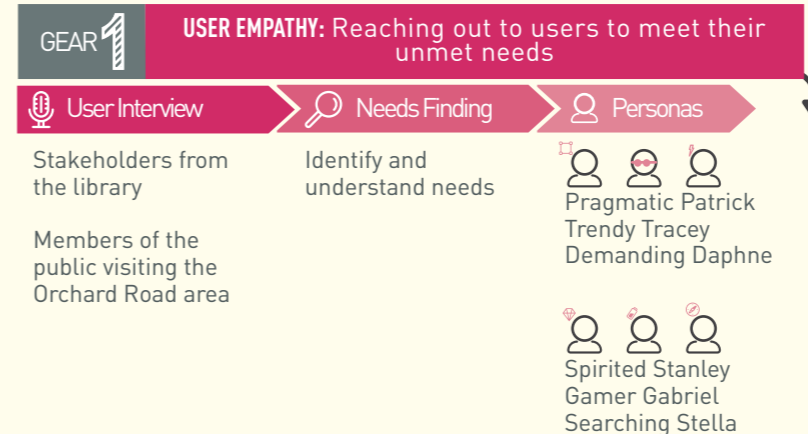 GEAR 1
USER EMPATHY: Reaching out to users to meet their
unmet needs
User Interview
Needs Finding
Personas
Stakeholders from
the library
Members of the
public visiting the
Orchard Road area
Identify and
understand needs
Pragmatic Patrick
Trendy Tracey
Demanding Daphne
Spirited Stanley
Gamer Gabriel
Searching Stella